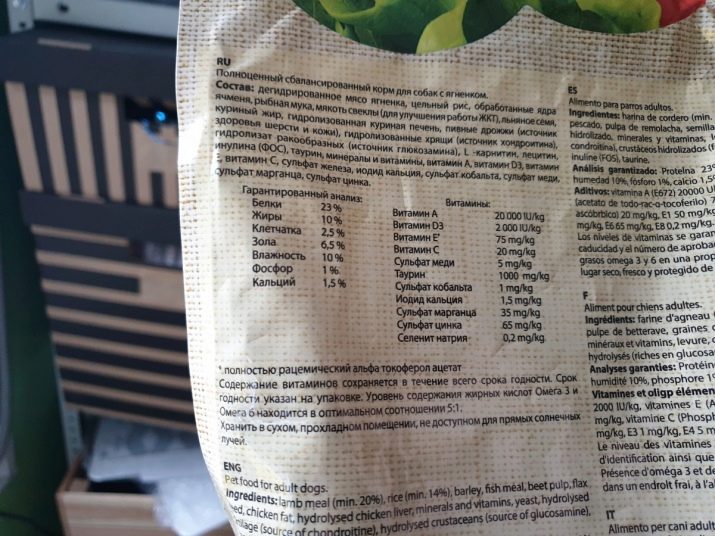 RU
Полноценный сбалансированный корм для собак с ягненком.
Состав: дегидрированное мясо ягненка, цельный рис, обработанные ядра
ячменя, рыбная мука, мякоть свеклы (для улучшения работы ЖКТ), льняное семя,
куриный жир, гидролизованная куриная печень, пивные дрожжи (источник
здоровья шерсти и кожи), гидролизованные хрящи (источник хондроитина),
гидролизат ракообразных (источник глюкозамина), L -карнитин, лецитин,
инулина (ФОС), таурин, минералы и витамины, витамин А, витамин D3, витамин
Е, витамин С, сульфат железа, иодид кальция, сульфат кобальта, сульфат меди,
сульфат марганца, сульфат цинка.
Гарантированный анализ:
Белки 23 %
Жиры 10 %
Клетчатка 2,5 %
Зола 6,5 %
Влажность 10 %
Фосфор 1 %
Кальций 1,5 %
Витамины:
Витамин А 20 000 IU/kg
Витамин D3 2 000 IU/kg
Витамин Е* 75 mg/kg
Витамин С 20 mg/kg
Сульфат меди 5 mg/kg
Таурин 1000 mg/kg
Сульфат кобальта 1 mg/kg
Иодид кальция 1,5 mg/kg
Сульфат марганца 35 mg/kg
Сульфат цинка 65 mg/kg
Селенит натрия 0,2 mg/kg
* полностью рацемический альфа токоферол ацетат
Содержание витаминов сохраняется в течение всего срока годности. Срок
годности указан на упаковке. Уровень содержания жирных кислот Омега 3 и
Омега 6 находится в оптимальном соотношении 5:1.
Хранить в сухом, прохладном помещении, не доступном для прямых солнечных
лучей.
ENG
Pet food for adult dogs.
Ingredients: lamb meal (min. 20%), rice (min. 14%), barley, fish meal, beet pulp, flax
seed, chicken fat, hydrolysed chicken liver, minerals and vitamins, yeast, hydrolysed
(source of chondroitine), hydrolysed crustaceans (source of glucosamine),
ES
Alimento para parros adultos.
Ingredientes: harina de cordero (min.
pescado, pulpa de remolacha, semilla
hidrolizado, minerales y vitaminas,
condroitina), crustáceos hidrolizados
inuline (FOS), taurine.
Análisis garantizado: Proteína 23%
humedad 10%, fósforo 1%, calcio 1,5%
Aditivos: vitamina A (E672) 20000 UI
(acetato de todo-rac-α-tocoferilo)
ascórbico) 20 mg/kg, E1 50 mg/kg
mg/kg, E6 65 mg/kg, E8 0,2 mg/kg.
Los niveles de vitaminas se garan
caducidad y el número de aproba
grasos omega 3 y 6 en una prop
lugar seco, fresco y protegido de
F
Aliment pour chiens adultes.
Ingrédients: farine d'agneau
pulpe de betterave, graines
minéraux et vitamins, levure,
hydrolysés (riches en glucosa
Analyses garanties: Protéin
humidité 10%, phosphore 1%
Vitamines et oligp élémen
2000 IU/kg, vitamines E (A
mg/kg, vitamine C (Phosph
mg/kg, E3 1 mg/kg, E4 5 m
Le niveau des vitamines
d'identification ainsi que
Présence d'oméga 3 et de
dans un endroit frai, à l'a
IT
Alimento per cani adult